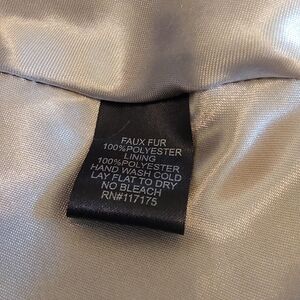 FAUX FUR
100%POLYESTER
LINING
100%POLYESTER
HAND WASH COLD
LAY FLAT TO DRY
NO BLEACH
RN#117175